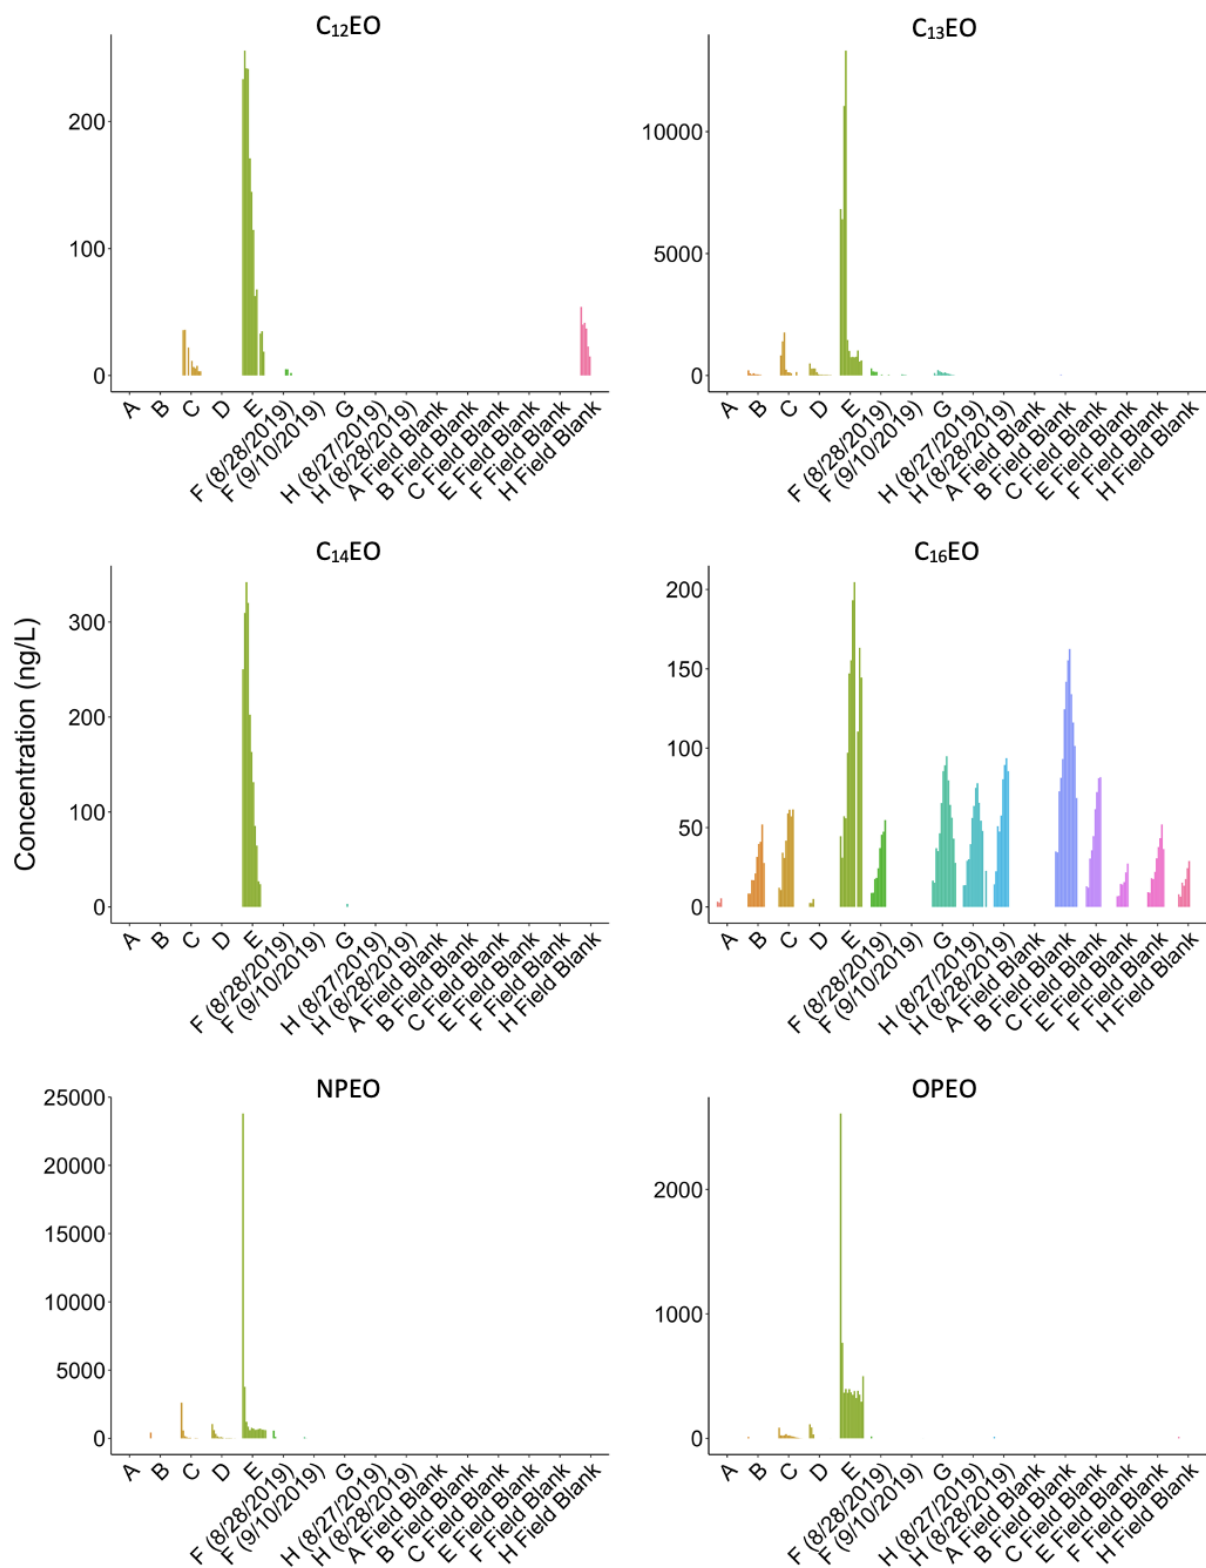 C₁₂EO
C₁₃EO
200
100
0
10000
5000
0
A B C D E F (8/28/2019) F (9/10/2019) G H (8/27/2019) H (8/28/2019) A Field Blank B Field Blank C Field Blank E Field Blank F Field Blank H Field Blank
A B C D E F (8/28/2019) F (9/10/2019) G H (8/27/2019) H (8/28/2019) A Field Blank B Field Blank C Field Blank E Field Blank F Field Blank H Field Blank
Concentration (ng/L)
C₁₄EO
C₁₆EO
300
200
100
0
200
150
100
50
0
A B C D E F (8/28/2019) F (9/10/2019) G H (8/27/2019) H (8/28/2019) A Field Blank B Field Blank C Field Blank E Field Blank F Field Blank H Field Blank
A B C D E F (8/28/2019) F (9/10/2019) G H (8/27/2019) H (8/28/2019) A Field Blank B Field Blank C Field Blank E Field Blank F Field Blank H Field Blank
NPEO
OPEO
25000
20000
15000
10000
5000
0
2000
1000
0
A B C D E F (8/28/2019) F (9/10/2019) G H (8/27/2019) H (8/28/2019) A Field Blank B Field Blank C Field Blank E Field Blank F Field Blank H Field Blank
A B C D E F (8/28/2019) F (9/10/2019) G H (8/27/2019) H (8/28/2019) A Field Blank B Field Blank C Field Blank E Field Blank F Field Blank H Field Blank